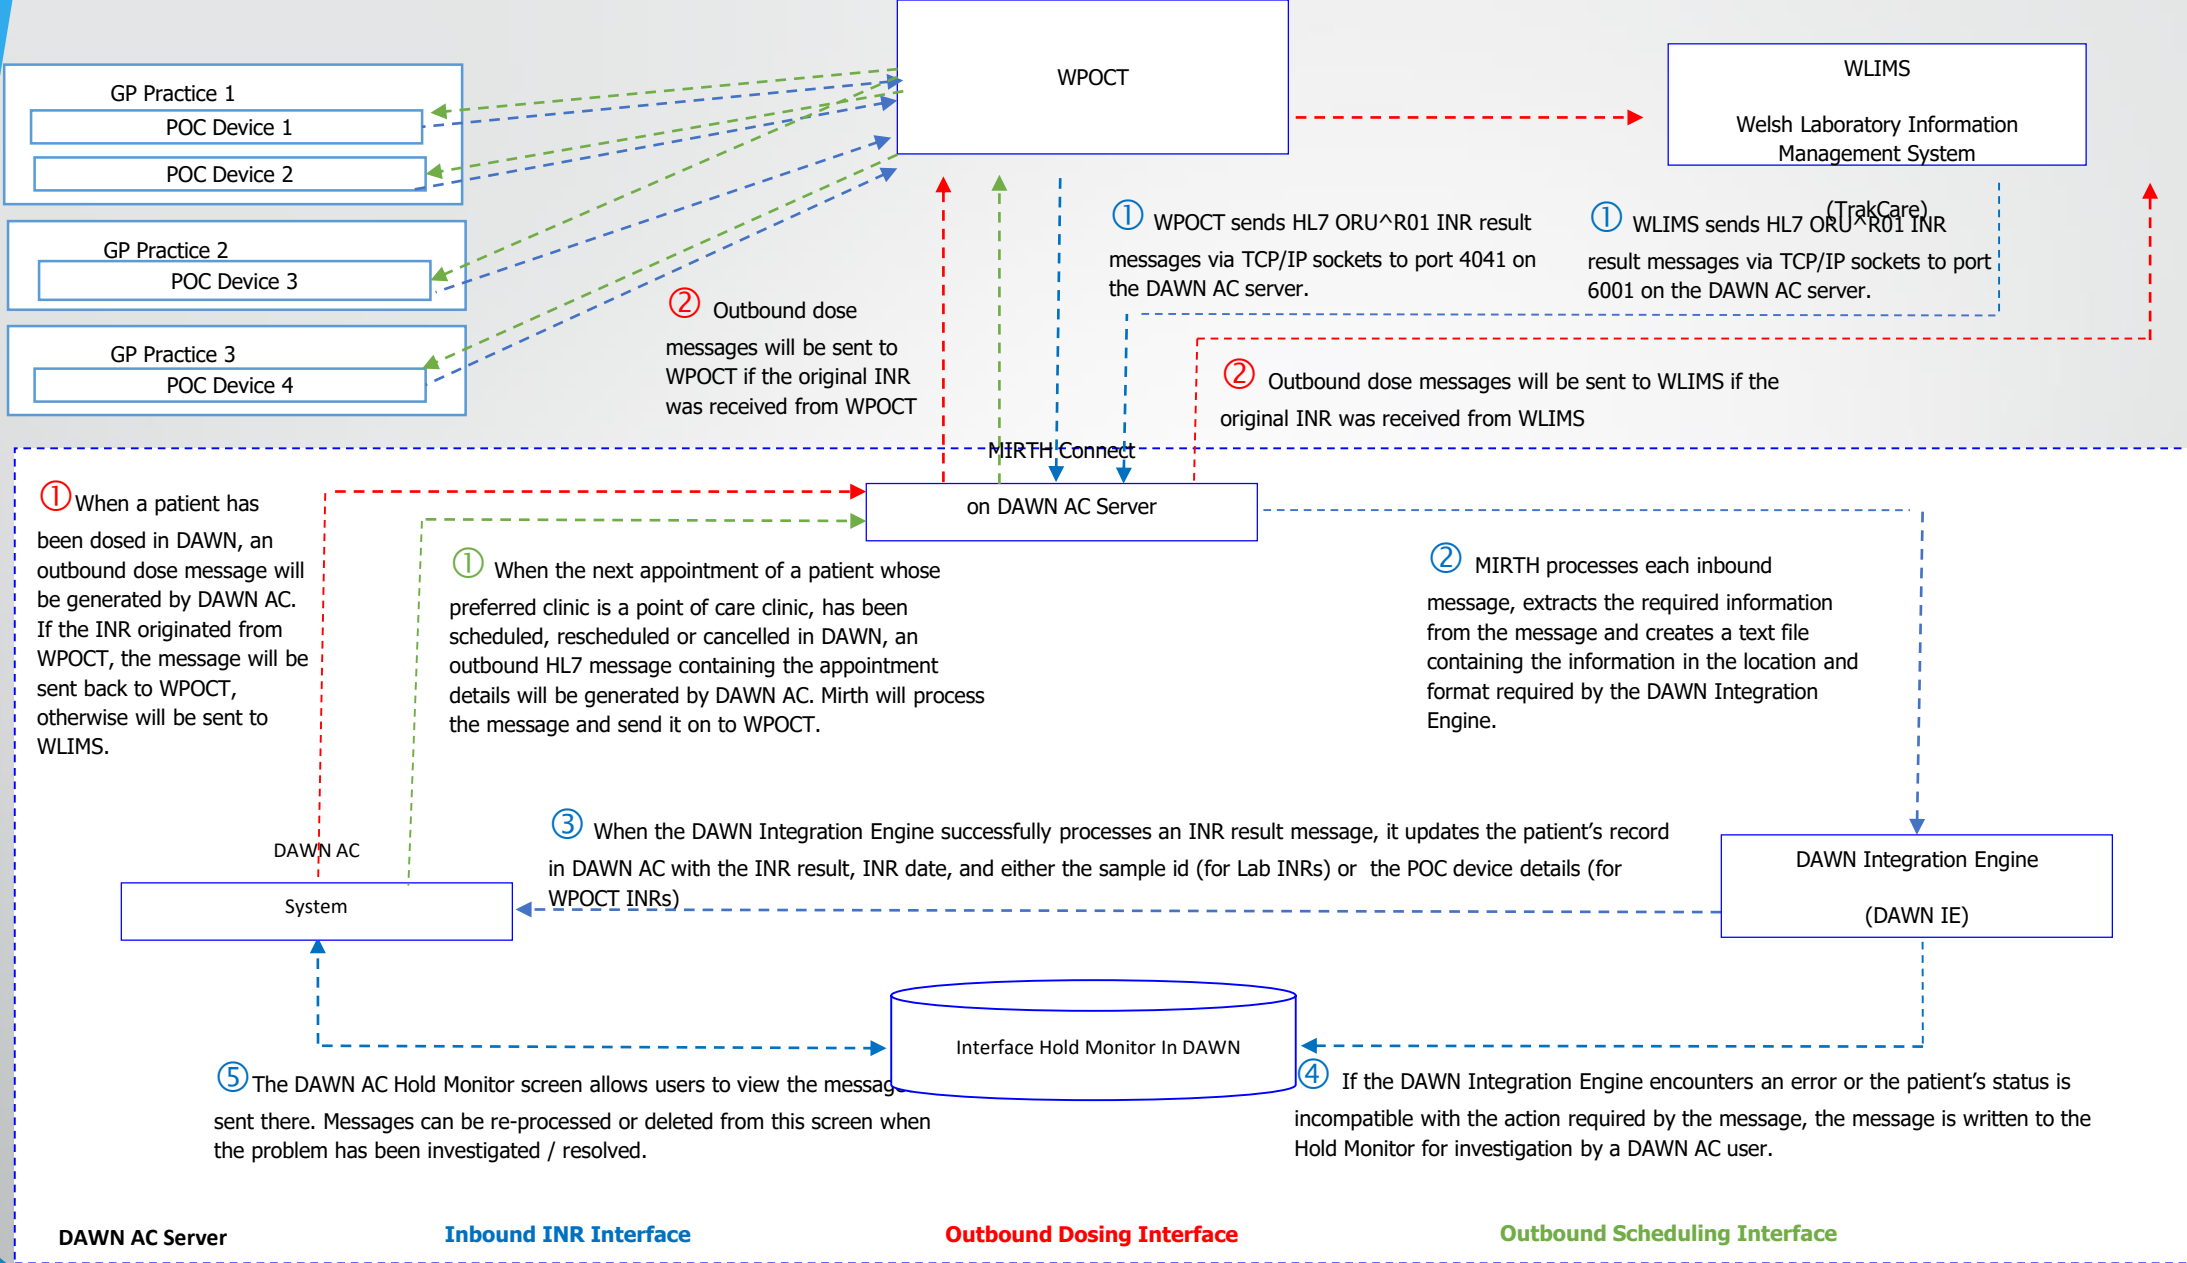 GP Practice 1
POC Device 1
POC Device 2
GP Practice 2
POC Device 3
GP Practice 3
POC Device 4
WPOCT
WLIMS
Welsh Laboratory Information
Management System
(TrakCare)
① WPOCT sends HL7 ORU^R01 INR result
messages via TCP/IP sockets to port 4041 on
the DAWN AC server.
① WLIMS sends HL7 ORU^R01 INR
result messages via TCP/IP sockets to port
6001 on the DAWN AC server.
② Outbound dose
messages will be sent to
WPOCT if the original INR
was received from WPOCT
② Outbound dose messages will be sent to WLIMS if the
original INR was received from WLIMS
MIRTH Connect
on DAWN AC Server
① When a patient has
been dosed in DAWN, an
outbound dose message will
be generated by DAWN AC.
If the INR originated from
WPOCT, the message will be
sent back to WPOCT,
otherwise will be sent to
WLIMS.
① When the next appointment of a patient whose
preferred clinic is a point of care clinic, has been
scheduled, rescheduled or cancelled in DAWN, an
outbound HL7 message containing the appointment
details will be generated by DAWN AC. Mirth will process
the message and send it on to WPOCT.
② MIRTH processes each inbound
message, extracts the required information
from the message and creates a text file
containing the information in the location and
format required by the DAWN Integration
Engine.
③ When the DAWN Integration Engine successfully processes an INR result message, it updates the patient's record
in DAWN AC with the INR result, INR date, and either the sample id (for Lab INRs) or the POC device details (for
WPOCT INRs)
DAWN AC
System
DAWN Integration Engine
(DAWN IE)
Interface Hold Monitor In DAWN
⑤ The DAWN AC Hold Monitor screen allows users to view the message
sent there. Messages can be re-processed or deleted from this screen when
the problem has been investigated / resolved.
④ If the DAWN Integration Engine encounters an error or the patient's status is
incompatible with the action required by the message, the message is written to the
Hold Monitor for investigation by a DAWN AC user.
DAWN AC Server
Inbound INR Interface
Outbound Dosing Interface
Outbound Scheduling Interface